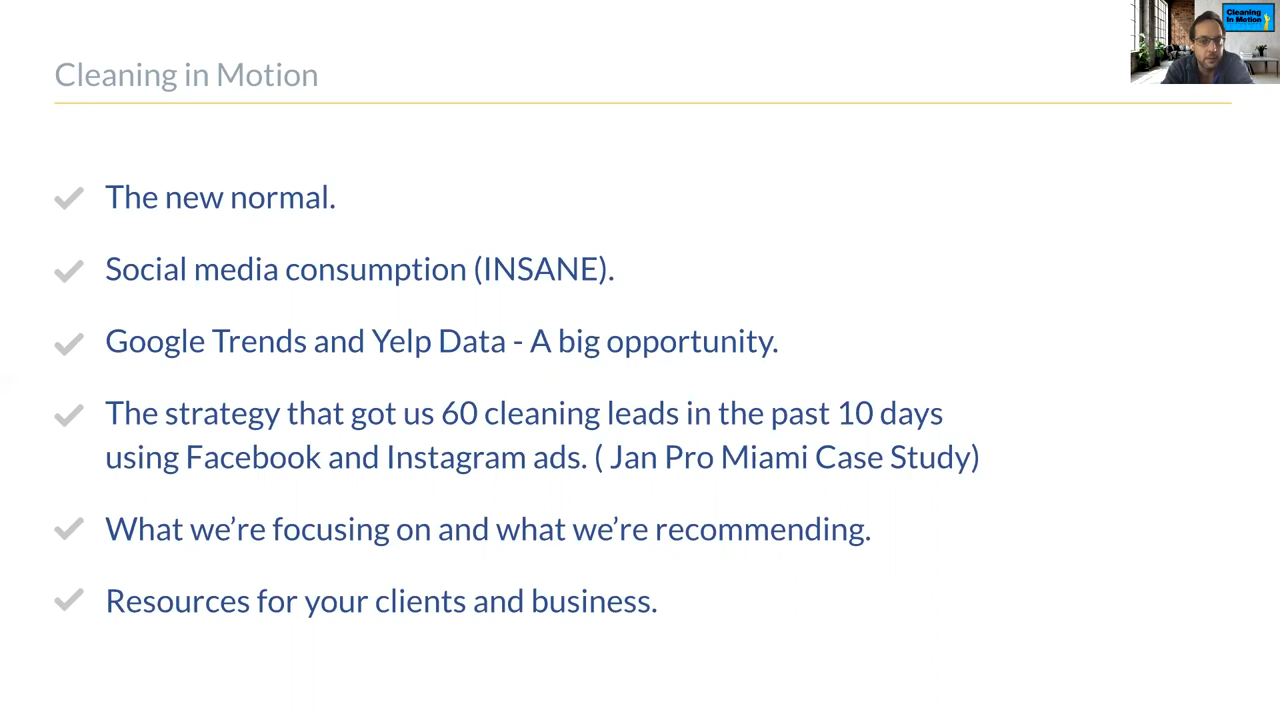 Cleaning in Motion
Cleaning
In Motion
The new normal.
Social media consumption (INSANE).
Google Trends and Yelp Data - A big opportunity.
The strategy that got us 60 cleaning leads in the past 10 days
using Facebook and Instagram ads. ( Jan Pro Miami Case Study)
What we’re focusing on and what we’re recommending.
Resources for your clients and business.